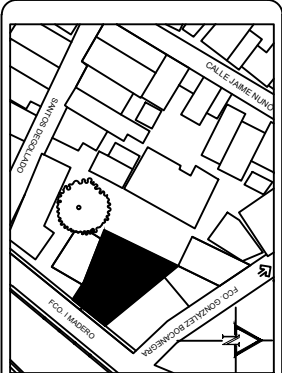 CALLE JAIME NUNO
SANTOS DEGOLLADO
FCO. GONZALEZ BOCANEGRA
FCO. I MADERO
N